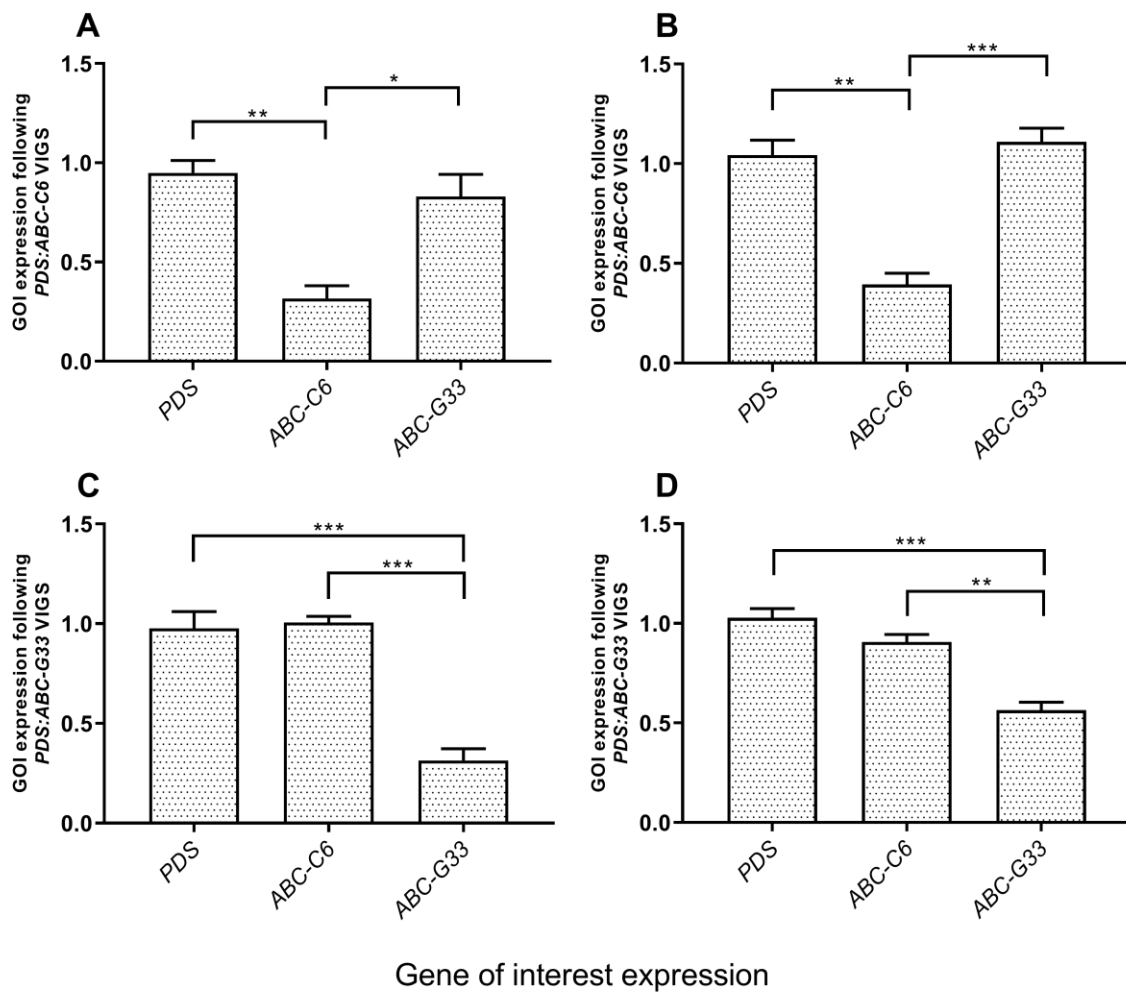 A
GOI expression following
PDS:ABC-C6 VIGS
1.5
1.0
0.5
0.0
**
*
PDS
ABC-C6
ABC-G33
B
GOI expression following
PDS:ABC-C6 VIGS
1.5
1.0
0.5
0.0
**
***
PDS
ABC-C6
ABC-G33
C
GOI expression following
PDS:ABC-G33 VIGS
1.5
1.0
0.5
0.0
***
***
PDS
ABC-C6
ABC-G33
D
GOI expression following
PDS:ABC-G33 VIGS
1.5
1.0
0.5
0.0
***
**
PDS
ABC-C6
ABC-G33
Gene of interest expression